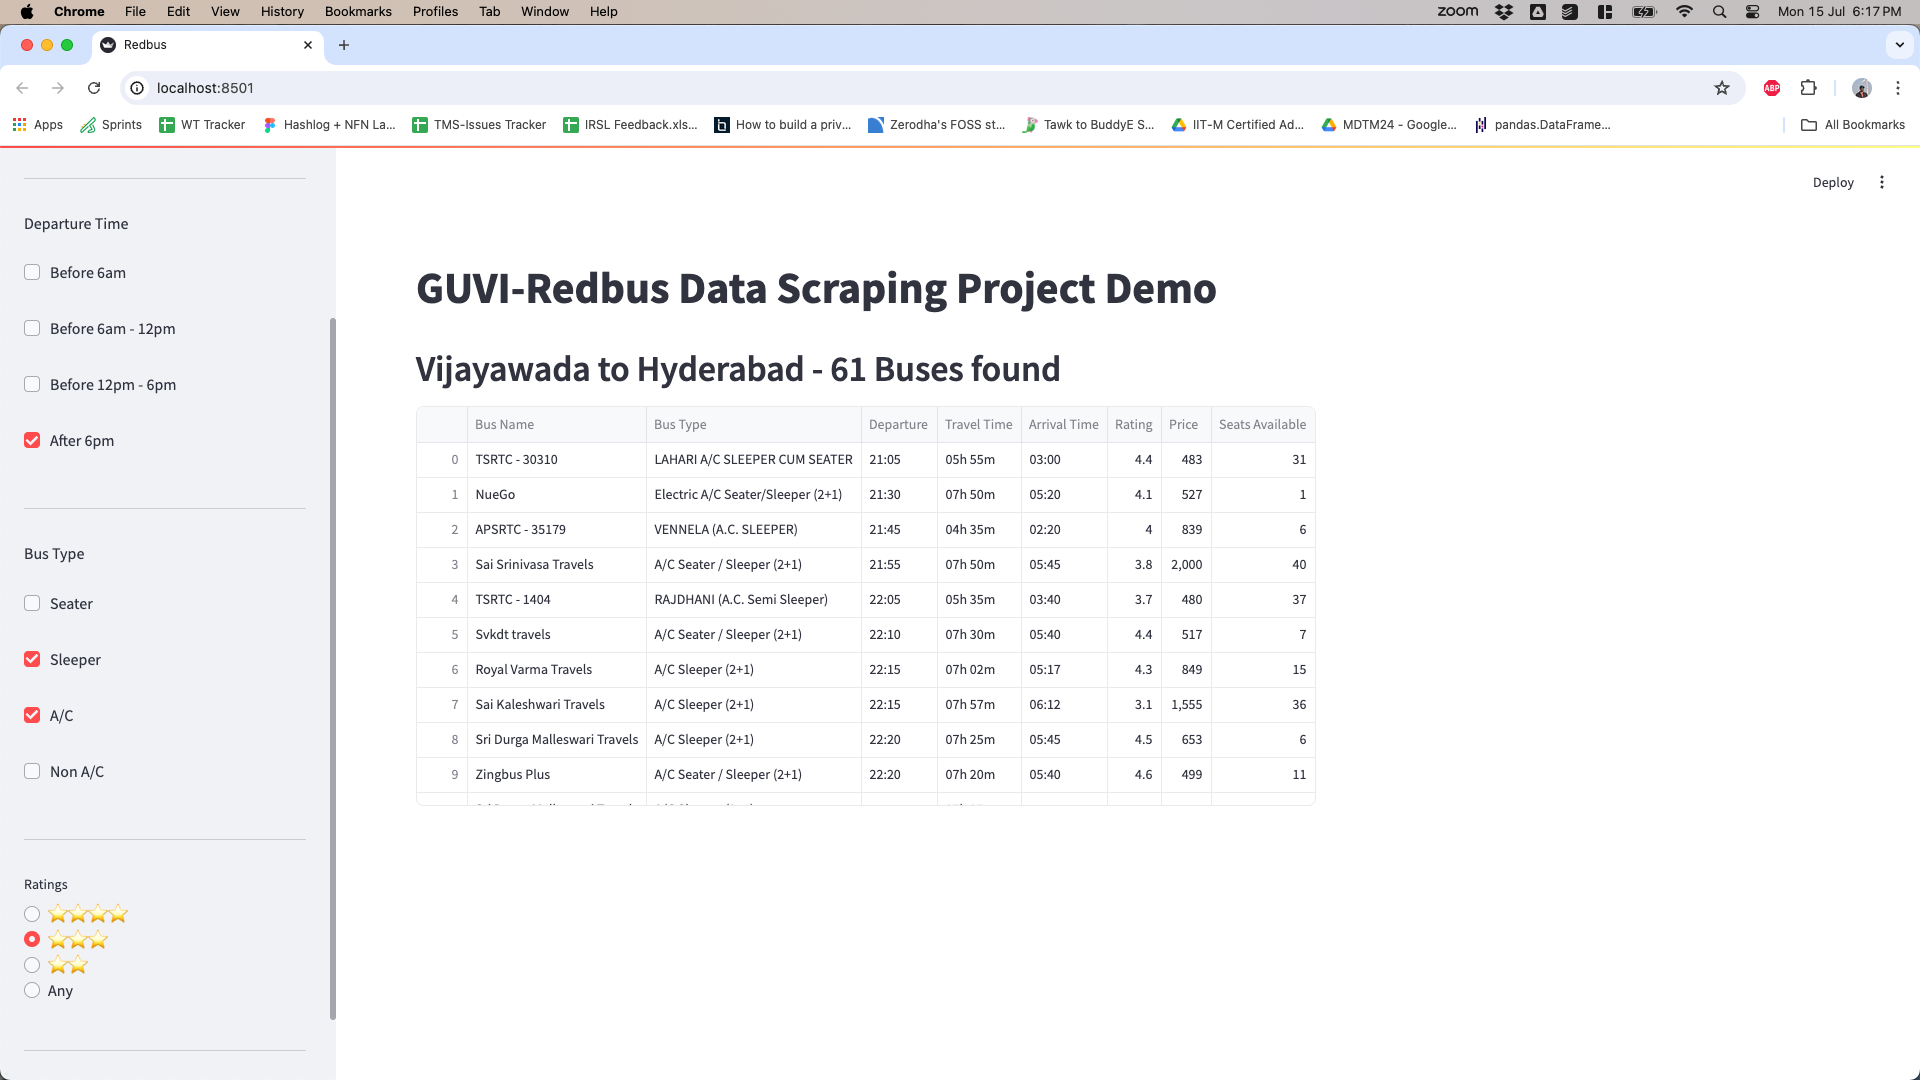 Chrome File Edit View History Bookmarks Profiles Tab Window Help zoom Mon 15 Jul 6:17 PM
Redbus
localhost:8501 ABP
Apps Sprints WT Tracker Hashlog + NFN La... TMS-Issues Tracker IRSL Feedback.xls... How to build a priv... Zerodha's FOSS st... Tawk to BuddyE S... IIT-M Certified Ad... MDTM24 - Google... pandas.DataFrame... All Bookmarks
Deploy
Departure Time
Before 6am
Before 6am - 12pm
Before 12pm - 6pm
After 6pm
Bus Type
Seater
Sleeper
A/C
Non A/C
Ratings
Any
GUVI-Redbus Data Scraping Project Demo
Vijayawada to Hyderabad - 61 Buses found
Bus Name Bus Type Departure Travel Time Arrival Time Rating Price Seats Available
0 TSRTC - 30310 LAHARI A/C SLEEPER CUM SEATER 21:05 05h 55m 03:00 4.4 483 31
1 NueGo Electric A/C Seater/Sleeper (2+1) 21:30 07h 50m 05:20 4.1 527 1
2 APSRTC - 35179 VENNELA (A.C. SLEEPER) 21:45 04h 35m 02:20 4 839 6
3 Sai Srinivasa Travels A/C Seater / Sleeper (2+1) 21:55 07h 50m 05:45 3.8 2,000 40
4 TSRTC - 1404 RAJDHANI (A.C. Semi Sleeper) 22:05 05h 35m 03:40 3.7 480 37
5 Svkdt travels A/C Seater / Sleeper (2+1) 22:10 07h 30m 05:40 4.4 517 7
6 Royal Varma Travels A/C Sleeper (2+1) 22:15 07h 02m 05:17 4.3 849 15
7 Sai Kaleshwari Travels A/C Sleeper (2+1) 22:15 07h 57m 06:12 3.1 1,555 36
8 Sri Durga Malleswari Travels A/C Sleeper (2+1) 22:20 07h 25m 05:45 4.5 653 6
9 Zingbus Plus A/C Seater / Sleeper (2+1) 22:20 07h 20m 05:40 4.6 499 11